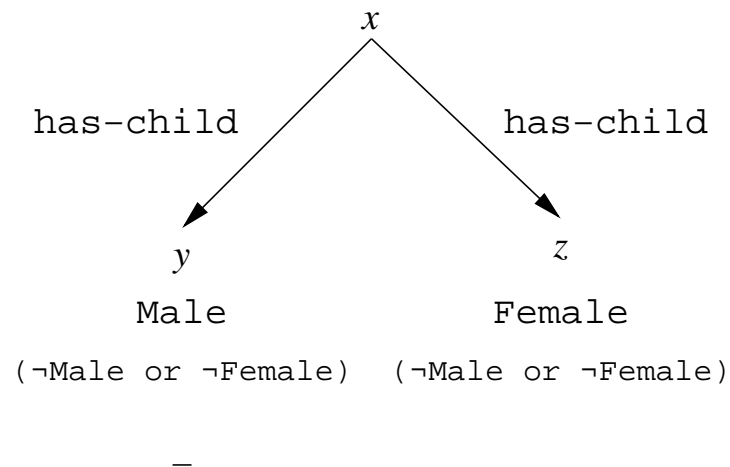 x
has-child has-child
y z
Male Female
(¬Male or ¬Female) (¬Male or ¬Female)